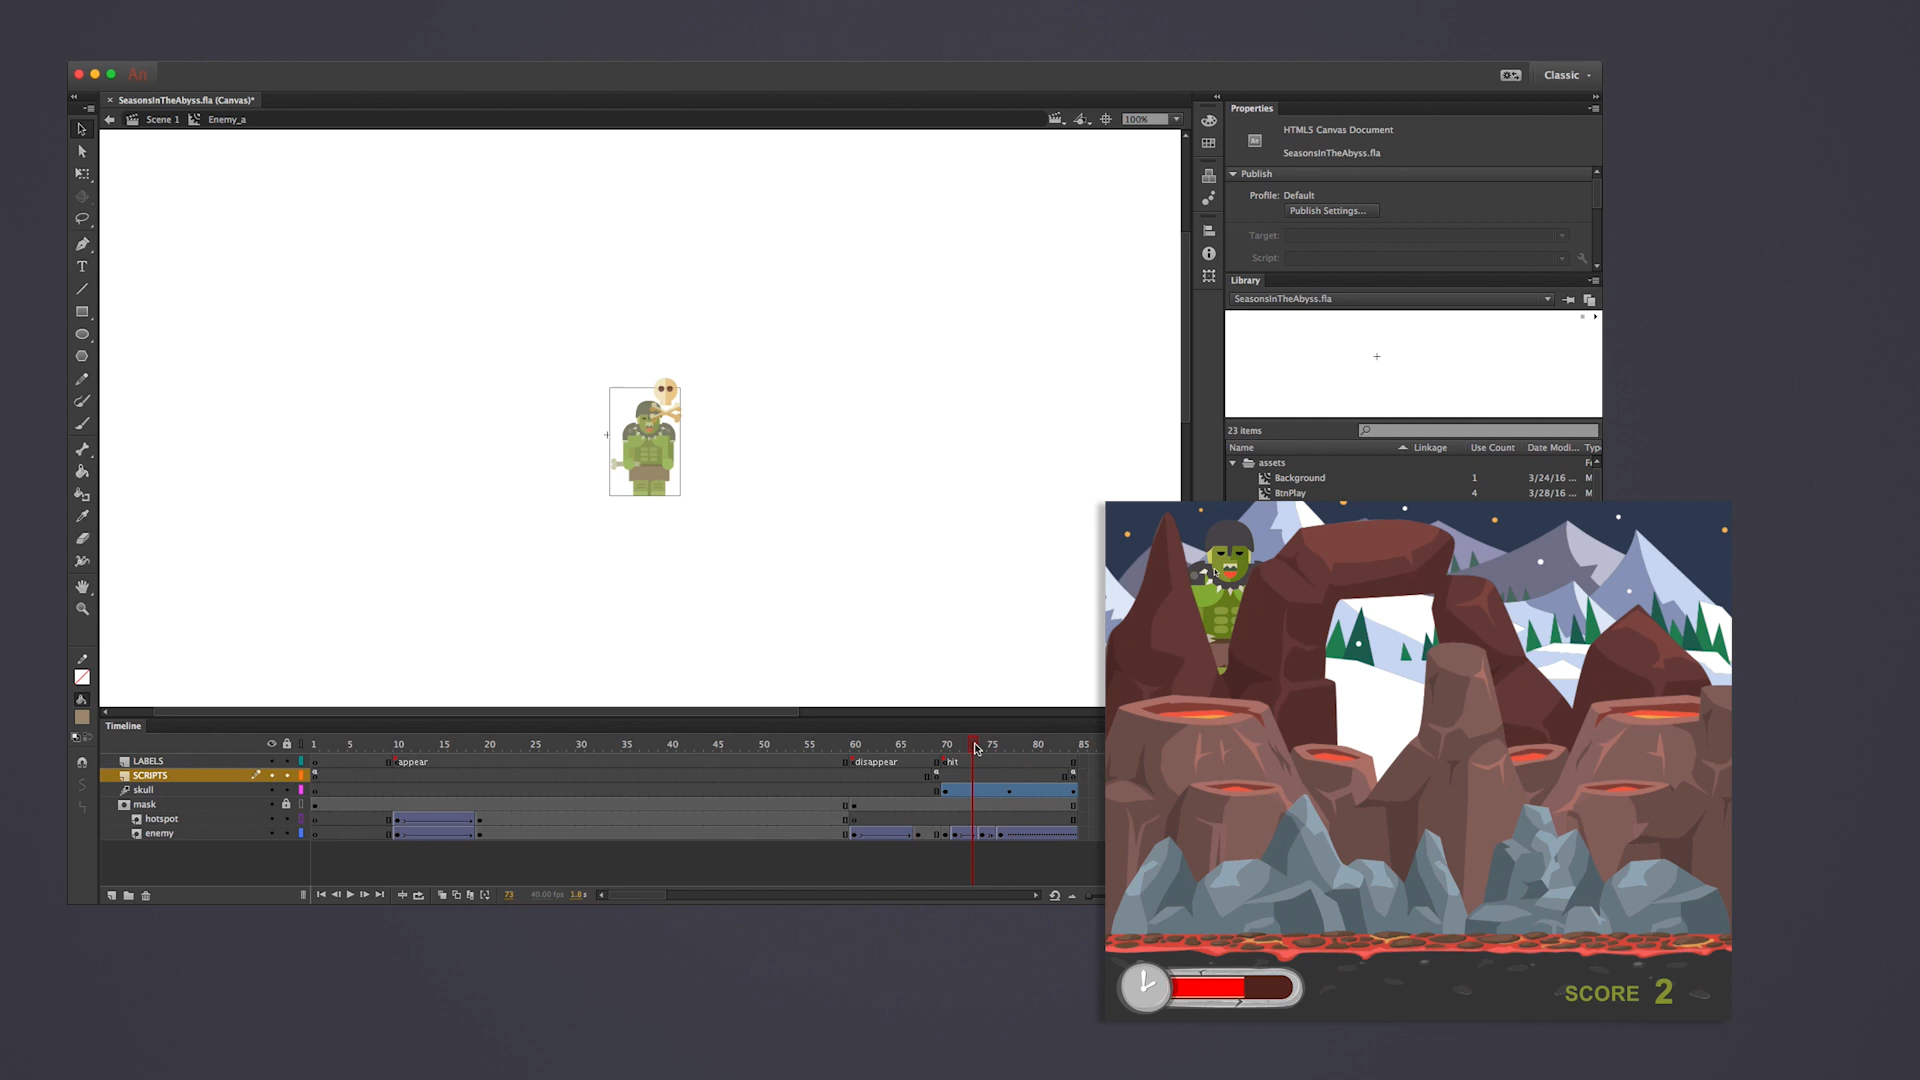 An
Classic
× SeasonsInTheAbyss.fla (Canvas)*
Scene 1 Enemy_a
100%
Properties
HTML5 Canvas Document
SeasonsInTheAbyss.fla
Publish
Profile: Default
Publish Settings...
Target:
Script:
Library
SeasonsInTheAbyss.fla
23 items
Name Linkage Use Count Date Modi...
assets
Background 1 3/24/16 ... M
BtnPlay 4 3/28/16 ... M
T
Timeline
1 5 10 15 20 25 30 35 40 45 50 55 60 65 70 75 80 85
LABELS appear disappear hit
SCRIPTS
skull
mask
hotspot
enemy
73 40.00 fps 1.8 s
SCORE 2